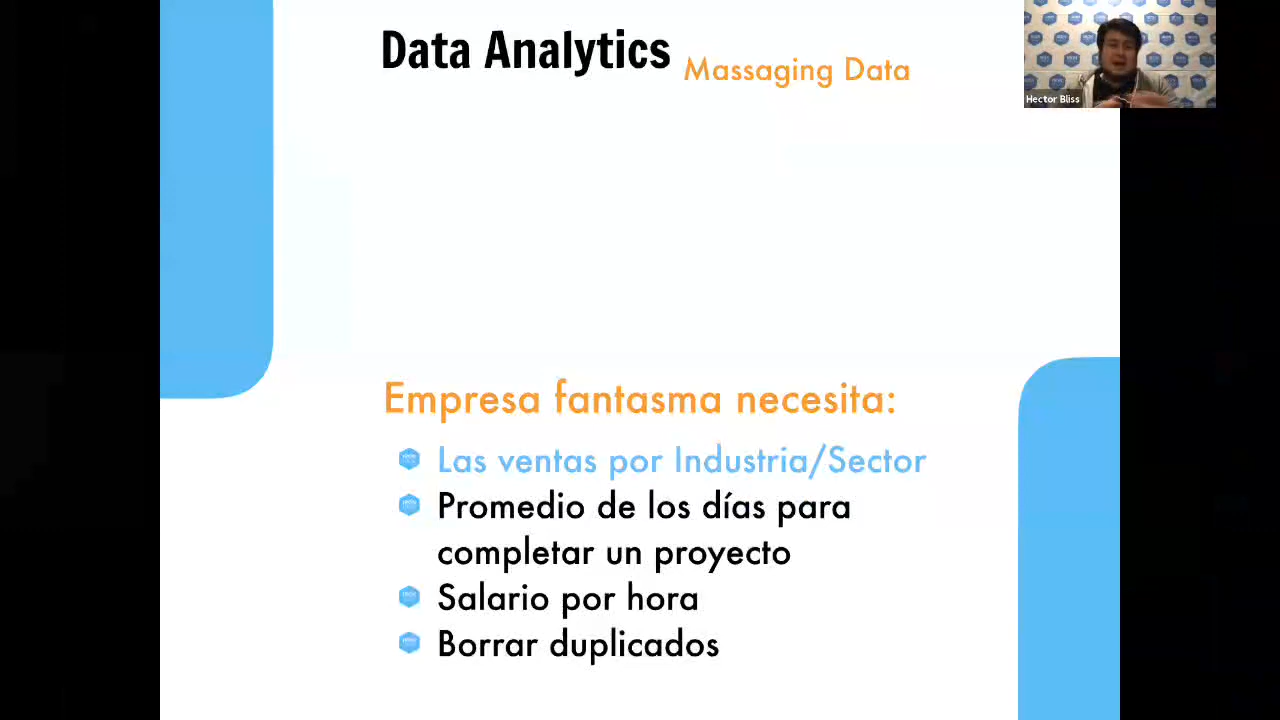 Data Analytics Massaging Data
Hector Bliss
Empresa fantasma necesita:
Las ventas por Industria/Sector
Promedio de los días para
completar un proyecto
Salario por hora
Borrar duplicados